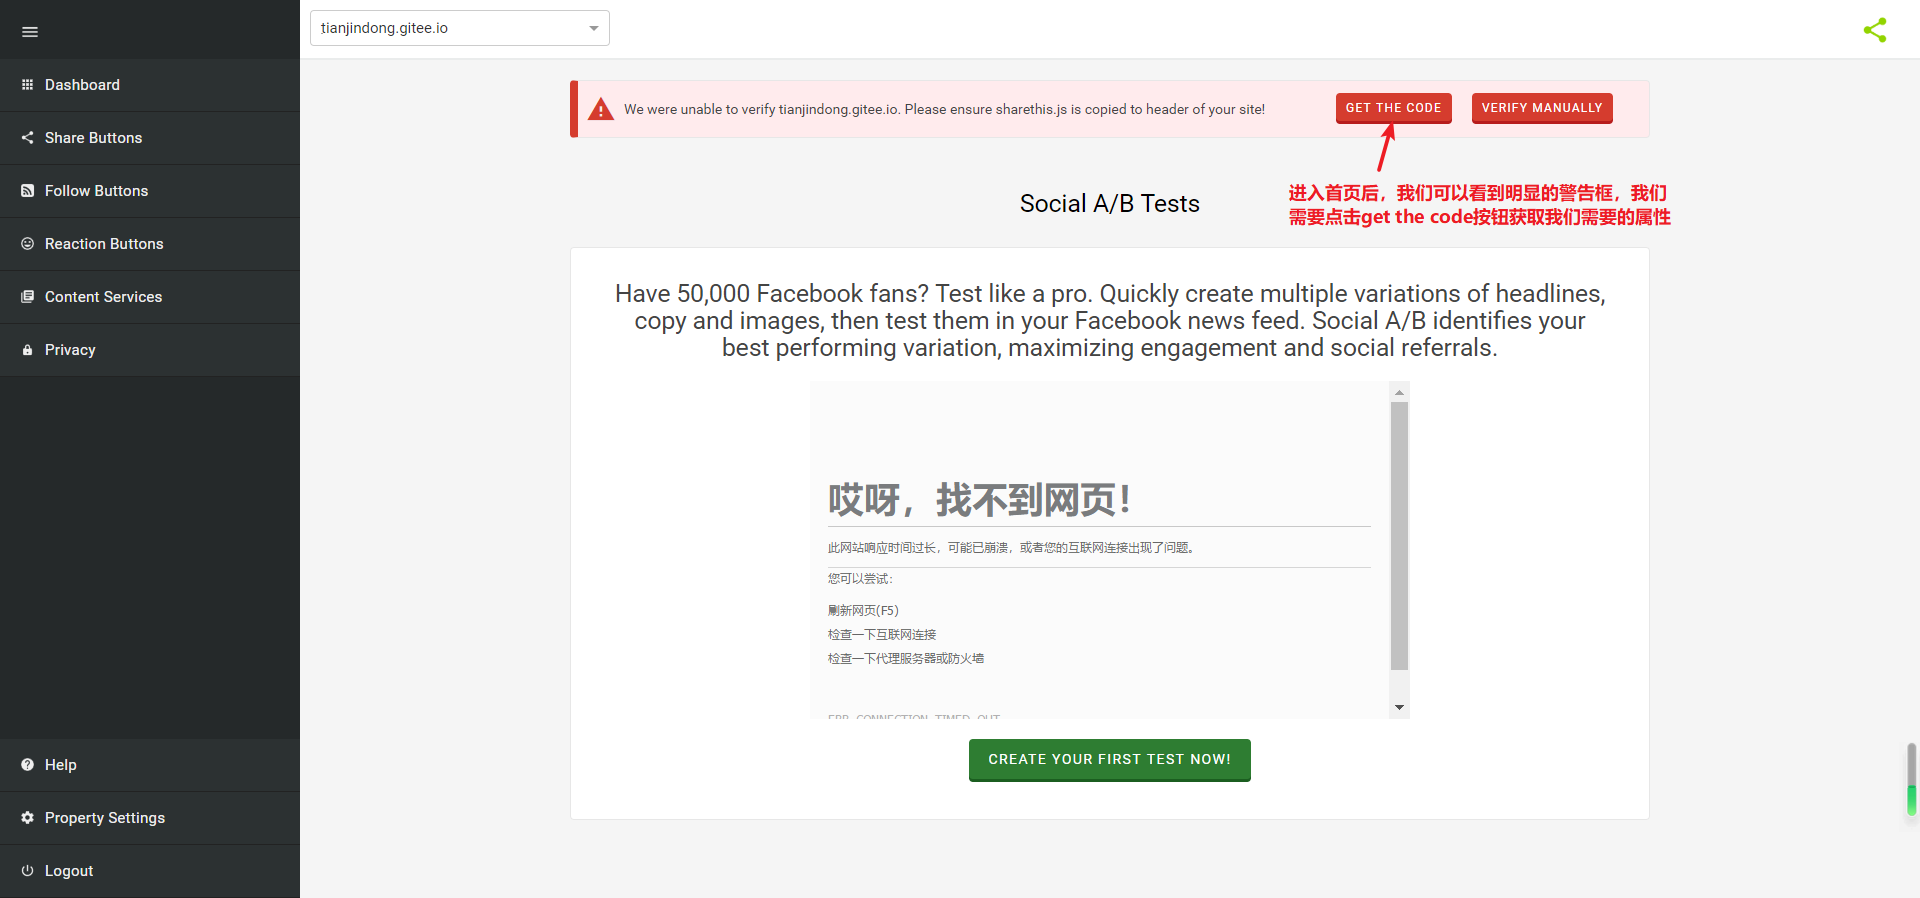 tianjindong.gitee.io
Dashboard
Share Buttons
Follow Buttons
Reaction Buttons
Content Services
Privacy
Help
Property Settings
Logout
We were unable to verify tianjindong.gitee.io. Please ensure sharethis.js is copied to header of your site!
GET THE CODE
VERIFY MANUALLY
进入首页后，我们可以看到明显的警告框，我们
需要点击get the code按钮获取我们需要的属性
Social A/B Tests
Have 50,000 Facebook fans? Test like a pro. Quickly create multiple variations of headlines,
copy and images, then test them in your Facebook news feed. Social A/B identifies your
best performing variation, maximizing engagement and social referrals.
哎呀，找不到网页！
此网站响应时间过长，可能已崩溃，或者您的互联网连接出现了问题。
您可以尝试：
刷新网页(F5)
检查一下互联网连接
检查一下代理服务器或防火墙
ERR_CONNECTION_TIMED_OUT
CREATE YOUR FIRST TEST NOW!